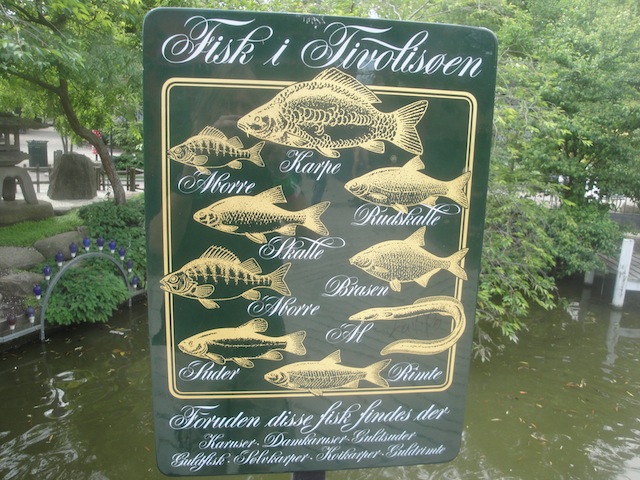 Fisk i Tivolisøen
Karpe
Aborre
Rudskalle
Skalle
Brasen
Aborre
Ål
Suder
Rimte
Foruden disse fisk findes der
Karuser · Damkaruser · Guldsuder
Guldfisk · Sølvkarper · Koikarper · Guldrimte